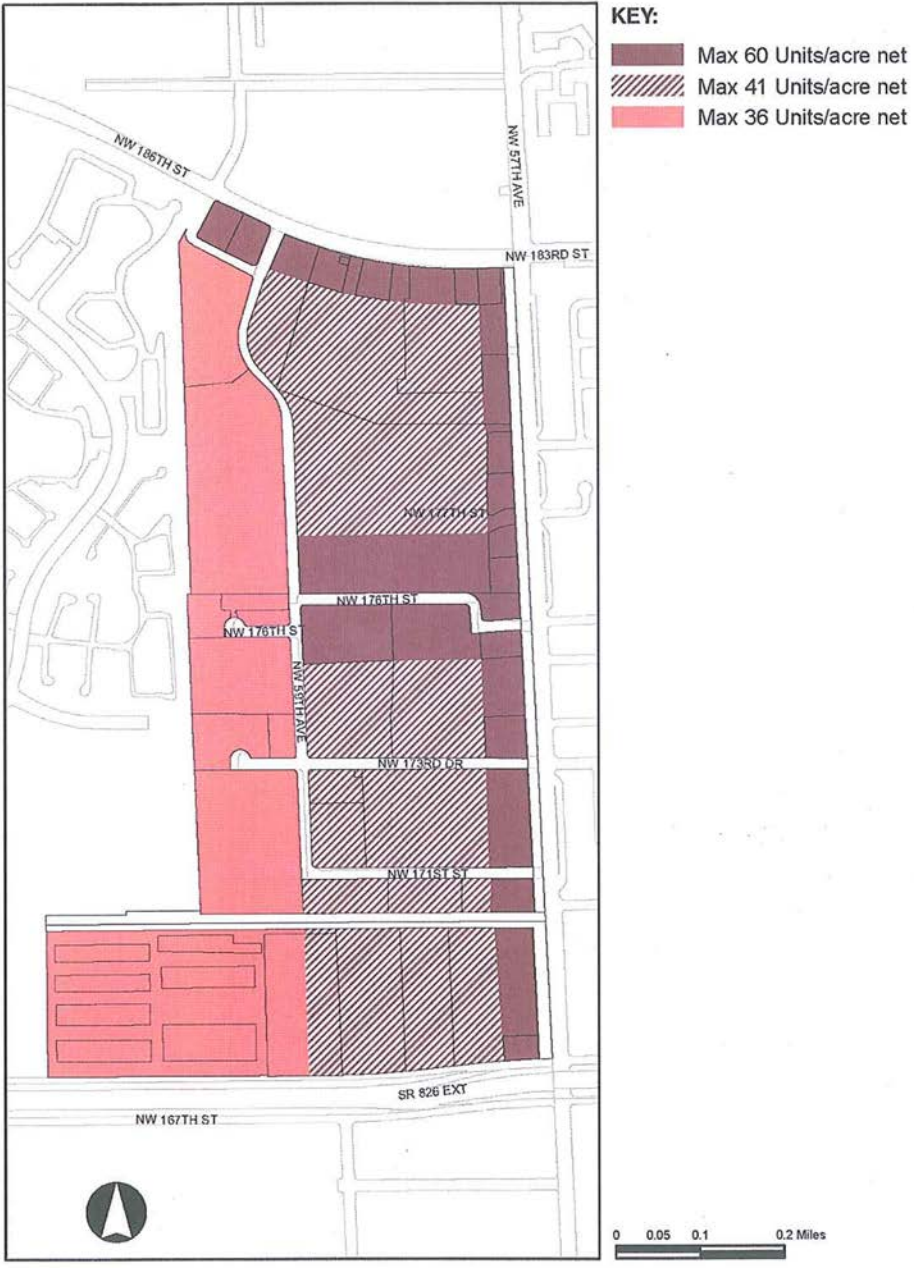 KEY:
Max 60 Units/acre net
Max 41 Units/acre net
Max 36 Units/acre net
NW 186TH ST
NW 57TH AVE
NW 183RD ST
NW 177TH ST
NW 176TH ST
NW 176TH ST
NW 59TH AVE
NW 173RD DR
NW 171ST ST
SR 826 EXT
NW 167TH ST
0 0.05 0.1 0.2 Miles